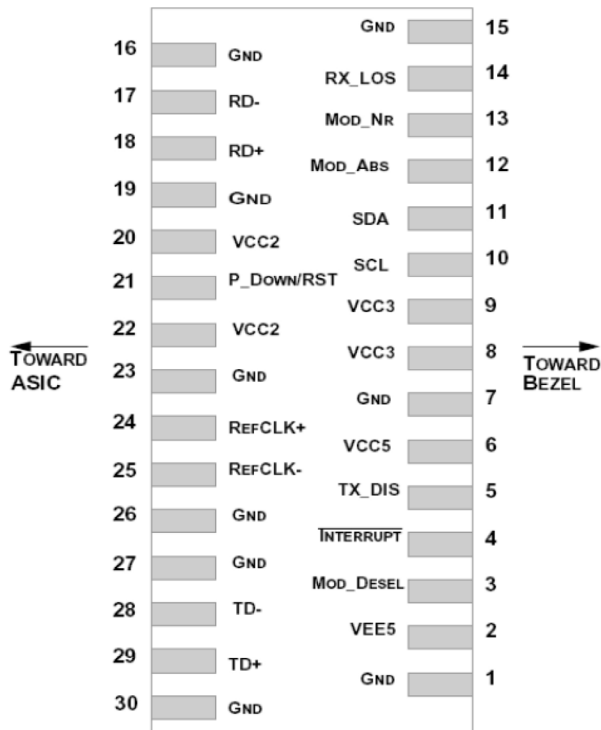 GND 15
16 GND
RX_LOS 14
17 RD-
MOD_NR 13
18 RD+
MOD_ABS 12
19 GND
SDA 11
20 VCC2
SCL 10
21 P_DOWN/RST
VCC3 9
22 VCC2
VCC3 8
TOWARD ASIC
TOWARD BEZEL
23 GND
GND 7
24 REFCLK+
VCC5 6
25 REFCLK-
TX_DIS 5
26 GND
INTERRUPT 4
27 GND
MOD_DESEL 3
28 TD-
VEE5 2
29 TD+
GND 1
30 GND